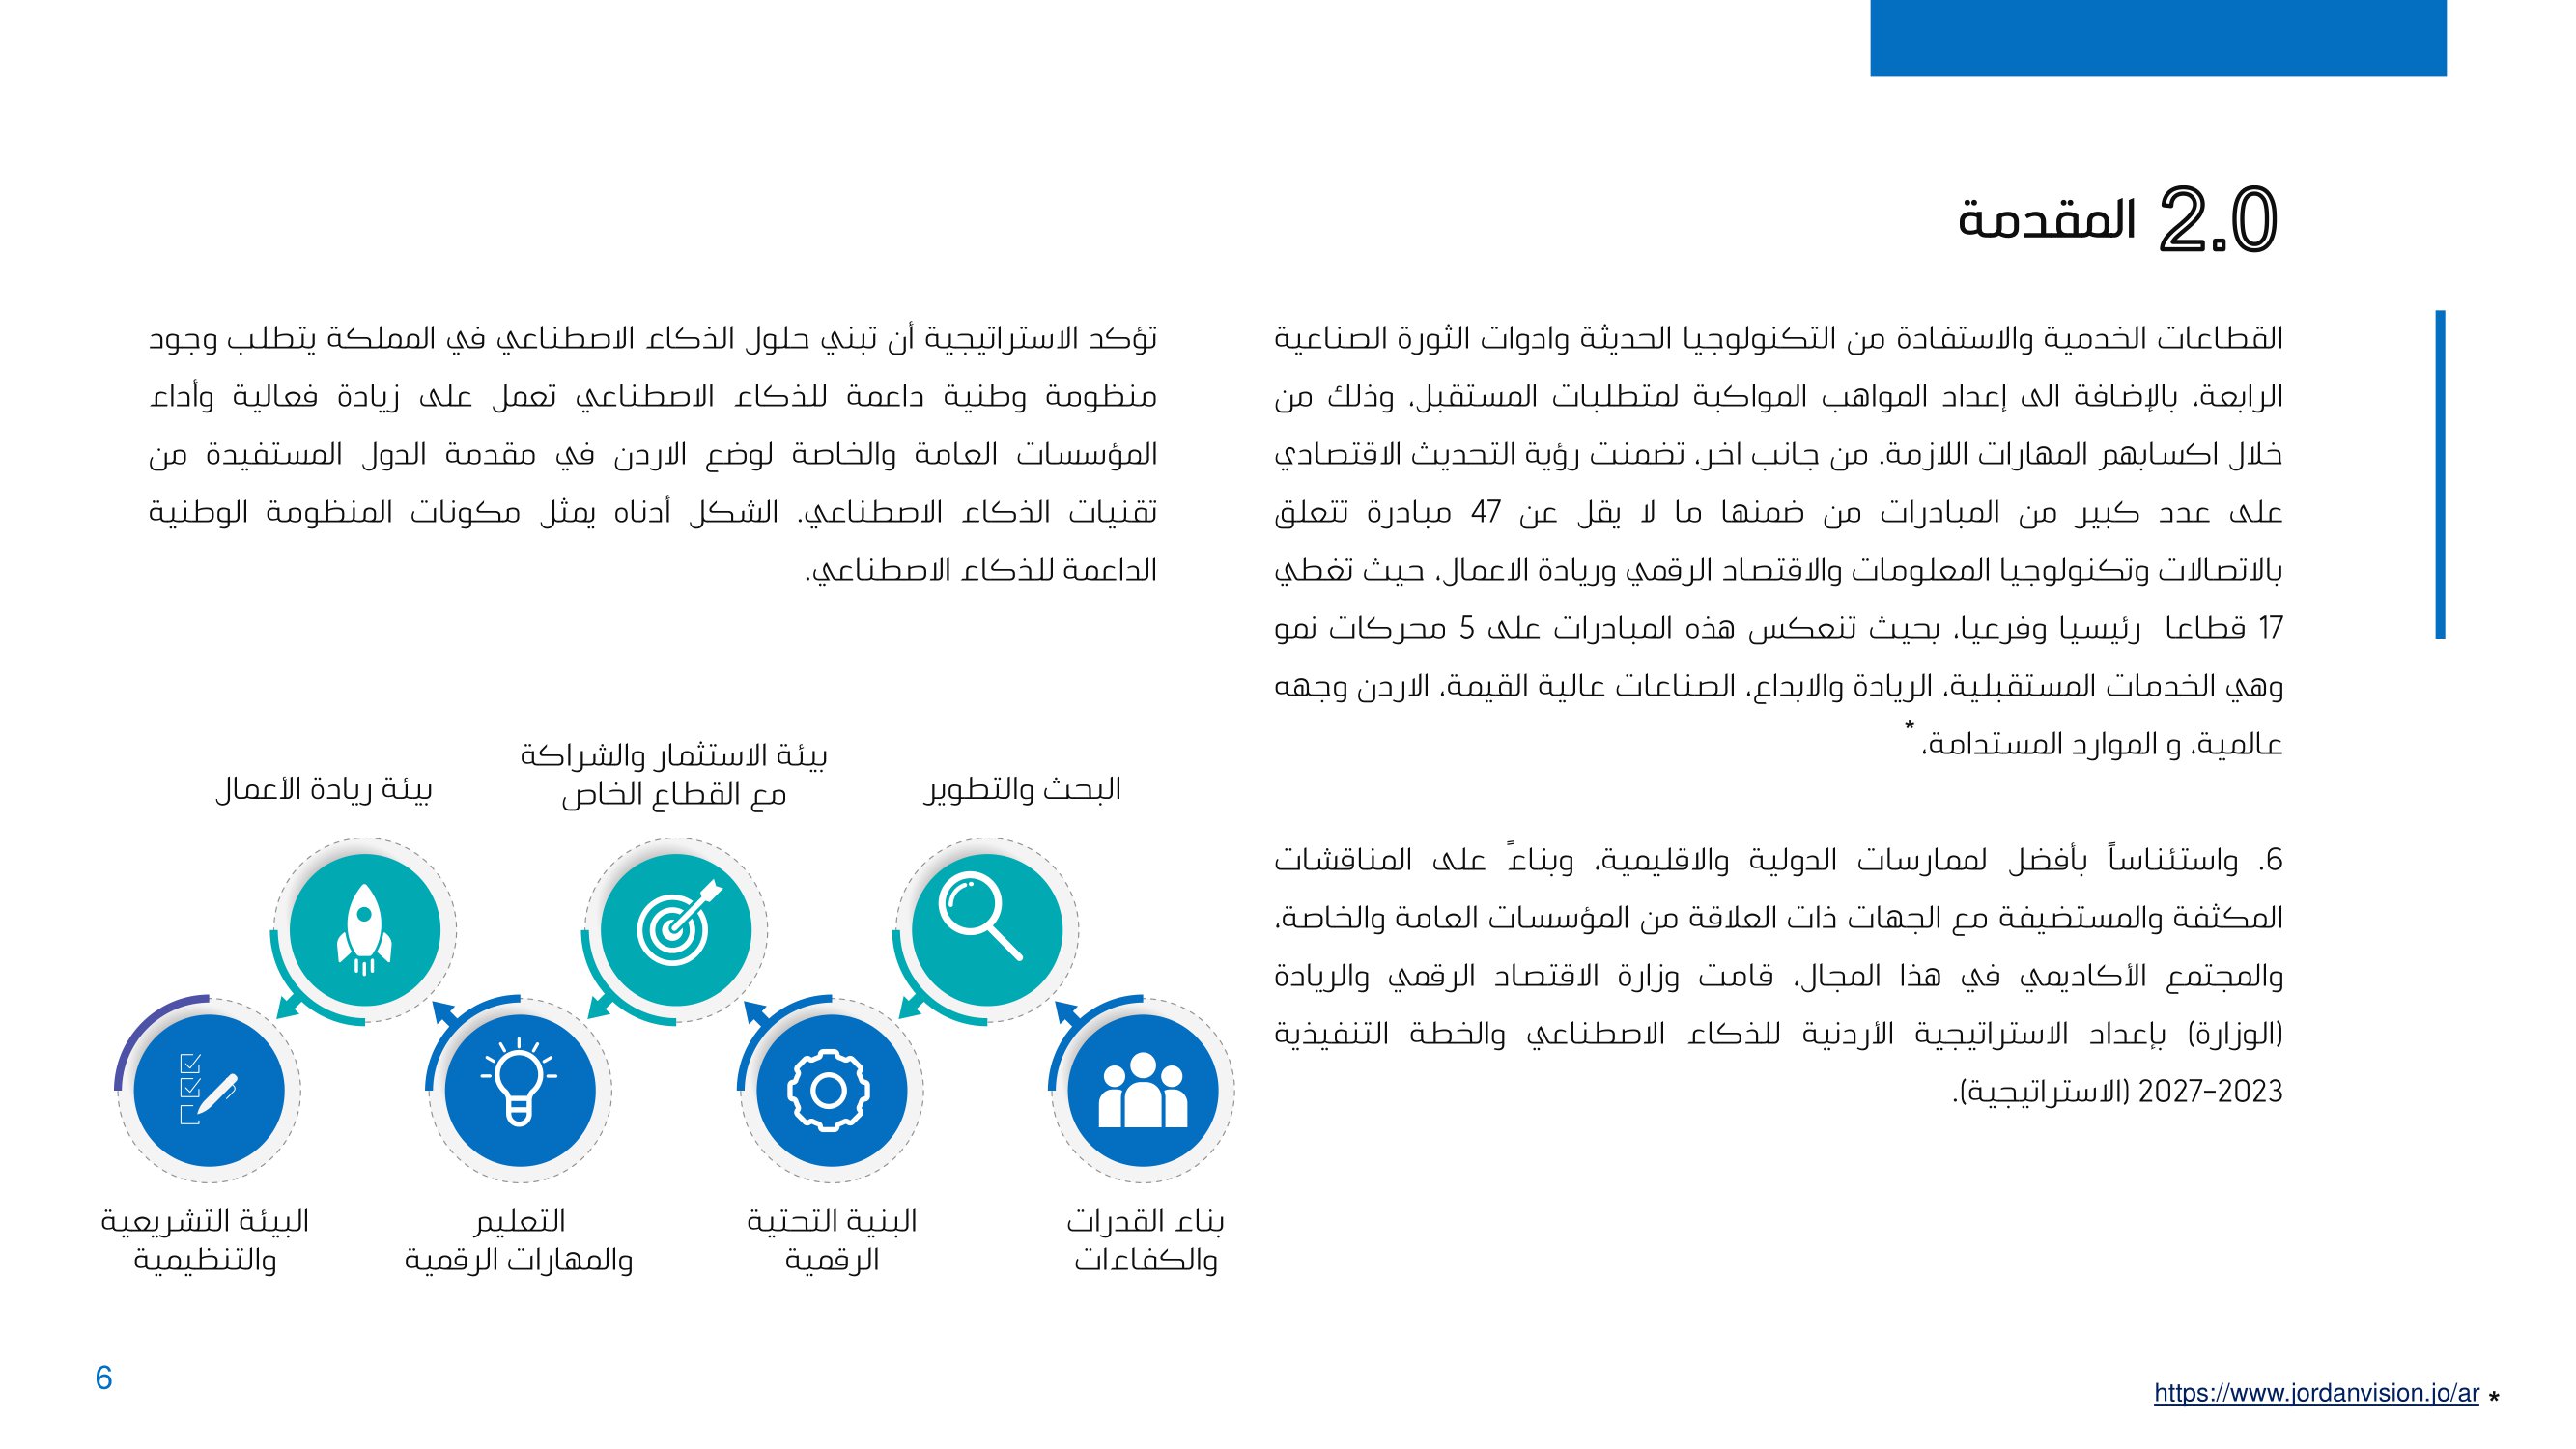 2.0 المقدمة
القطاعات الخدمية والاستفادة من التكنولوجيا الحديثة وادوات الثورة الصناعية
الرابعة، بالإضافة الى إعداد المواهب المواكبة لمتطلبات المستقبل، وذلك من
خلال اكسابهم المهارات اللازمة. من جانب اخر، تضمنت رؤية التحديث الاقتصادي
على عدد كبير من المبادرات من ضمنها ما لا يقل عن 47 مبادرة تتعلق
بالاتصالات وتكنولوجيا المعلومات والاقتصاد الرقمي وريادة الاعمال، حيث تغطي
17 قطاعا رئيسيا وفرعيا، بحيث تنعكس هذه المبادرات على 5 محركات نمو
وهي الخدمات المستقبلية، الريادة والابداع، الصناعات عالية القيمة، الاردن وجهه
عالمية، و الموارد المستدامة، *
6. واستئناساً بأفضل لممارسات الدولية والاقليمية، وبناءً على المناقشات
المكثفة والمستضيفة مع الجهات ذات العلاقة من المؤسسات العامة والخاصة،
والمجتمع الأكاديمي في هذا المجال، قامت وزارة الاقتصاد الرقمي والريادة
(الوزارة) بإعداد الاستراتيجية الأردنية للذكاء الاصطناعي والخطة التنفيذية
2023-2027 (الاستراتيجية).
تؤكد الاستراتيجية أن تبني حلول الذكاء الاصطناعي في المملكة يتطلب وجود
منظومة وطنية داعمة للذكاء الاصطناعي تعمل على زيادة فعالية وأداء
المؤسسات العامة والخاصة لوضع الاردن في مقدمة الدول المستفيدة من
تقنيات الذكاء الاصطناعي. الشكل أدناه يمثل مكونات المنظومة الوطنية
الداعمة للذكاء الاصطناعي.
البحث والتطوير
بيئة الاستثمار والشراكة
مع القطاع الخاص
بيئة ريادة الأعمال
بناء القدرات
والكفاءات
البنية التحتية
الرقمية
التعليم
والمهارات الرقمية
البيئة التشريعية
والتنظيمية
* https://www.jordanvision.jo/ar
6